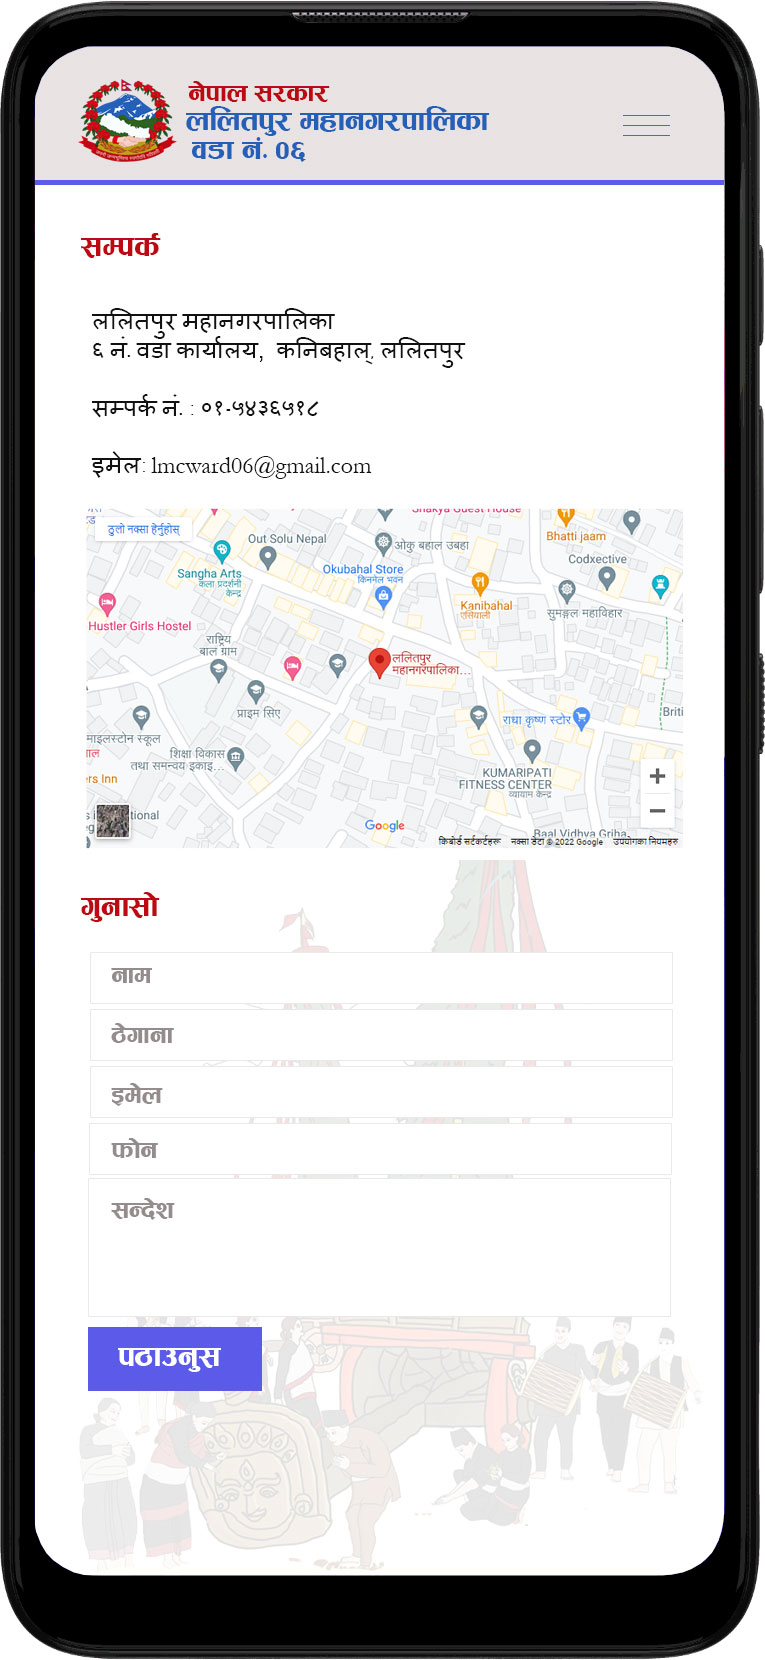 नेपाल सरकार
ललितपुर महानगरपालिका
वडा नं. ०६
सम्पर्क
ललितपुर महानगरपालिका
६ नं. वडा कार्यालय, कनिबहाल्, ललितपुर
सम्पर्क नं. : ०१-५४३६५१८
इमेल: lmcward06@gmail.com
Shakya Guest House
ठुलो नक्सा हेर्नुहोस्
Bhatti jaam
Out Solu Nepal
ओकु बहाल उबहा
Codxective
Sangha Arts
कला प्रदर्शनी
केन्द्र
Okubahal Store
किनमेल भवन
Kanibahal
एसियाली
सुमङ्गल महाविहार
Hustler Girls Hostel
राष्ट्रिय
बाल ग्राम
ललितपुर
महानगरपालिका...
प्राइम सिए
राधा कृष्ण स्टोर
Briti
माइलस्टोन स्कूल
शिक्षा विकास
तथा समन्वय इकाइ...
ers Inn
KUMARIPATI
FITNESS CENTER
व्यायाम केन्द्र
Google
Baal Vidhya Griha
किबोर्ड सर्टकटहरू नक्सा डेटा © 2022 Google उपयोगका नियमहरु
गुनासो
नाम
ठेगाना
इमेल
फोन
सन्देश
पठाउनुस